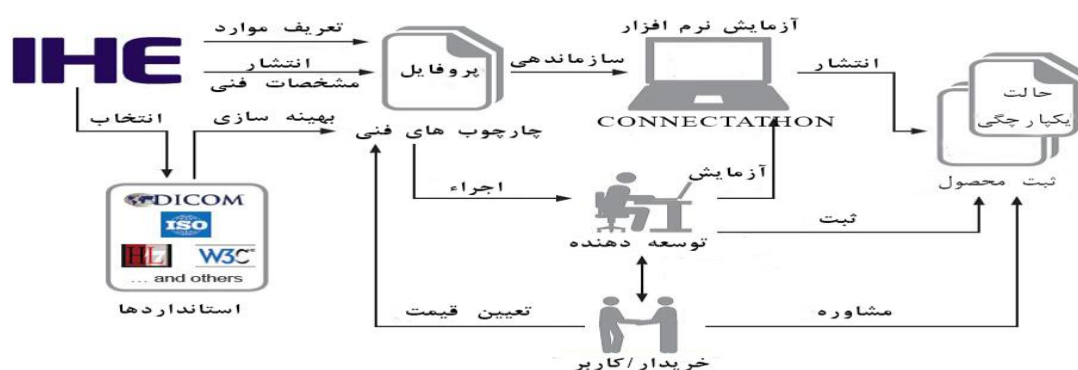 IHE
تعریف موارد
انتشار
مشخصات فنی
انتخاب
بهینه سازی
DICOM
ISO
HL
W3C
... and others
استانداردها
پروفایل
چارچوب های فنی
سازماندهی
آزمایش نرم افزار
CONNECTATHON
انتشار
حالت
یکپارچگی
ثبت محصول
اجراء
آزمایش
توسعه دهنده
ثبت
تعیین قیمت
مشاوره
خریدار/کاربر